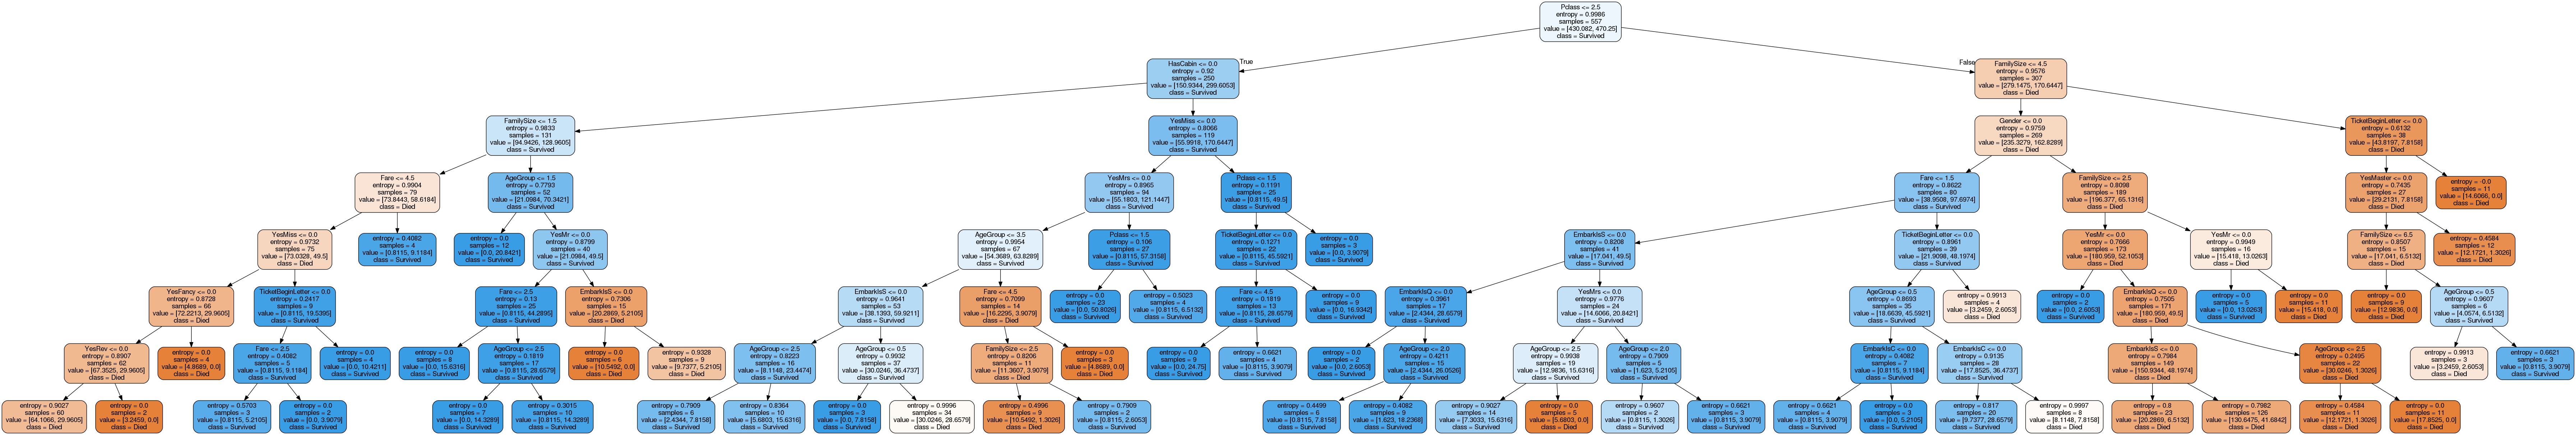 Pclass <= 2.5
entropy = 0.9986
samples = 557
value = [430.082, 470.25]
class = Survived
True
False
HasCabin <= 0.0
entropy = 0.92
samples = 250
value = [150.9344, 299.6053]
class = Survived
FamilySize <= 4.5
entropy = 0.9576
samples = 307
value = [279.1475, 170.6447]
class = Died
FamilySize <= 1.5
entropy = 0.9833
samples = 131
value = [94.9426, 128.9605]
class = Survived
YesMiss <= 0.0
entropy = 0.8066
samples = 119
value = [55.9918, 170.6447]
class = Survived
Gender <= 0.0
entropy = 0.9759
samples = 269
value = [235.3279, 162.8289]
class = Died
TicketBeginLetter <= 0.0
entropy = 0.6132
samples = 38
value = [43.8197, 7.8158]
class = Died
Fare <= 4.5
entropy = 0.9904
samples = 79
value = [73.8443, 58.6184]
class = Died
AgeGroup <= 1.5
entropy = 0.7793
samples = 52
value = [21.0984, 70.3421]
class = Survived
YesMrs <= 0.0
entropy = 0.8965
samples = 94
value = [55.1803, 121.1447]
class = Survived
Pclass <= 1.5
entropy = 0.1191
samples = 25
value = [0.8115, 49.5]
class = Survived
Fare <= 1.5
entropy = 0.8622
samples = 80
value = [38.9508, 97.6974]
class = Survived
FamilySize <= 2.5
entropy = 0.8098
samples = 189
value = [196.377, 65.1316]
class = Died
YesMaster <= 0.0
entropy = 0.7435
samples = 27
value = [29.2131, 7.8158]
class = Died
entropy = -0.0
samples = 11
value = [14.6066, 0.0]
class = Died
YesMiss <= 0.0
entropy = 0.9732
samples = 75
value = [73.0328, 49.5]
class = Died
entropy = 0.4082
samples = 4
value = [0.8115, 9.1184]
class = Survived
entropy = 0.0
samples = 12
value = [0.0, 20.8421]
class = Survived
YesMr <= 0.0
entropy = 0.8799
samples = 40
value = [21.0984, 49.5]
class = Survived
AgeGroup <= 3.5
entropy = 0.9954
samples = 67
value = [54.3689, 63.8289]
class = Survived
Pclass <= 1.5
entropy = 0.106
samples = 27
value = [0.8115, 57.3158]
class = Survived
TicketBeginLetter <= 0.0
entropy = 0.1271
samples = 22
value = [0.8115, 45.5921]
class = Survived
entropy = 0.0
samples = 3
value = [0.0, 3.9079]
class = Survived
EmbarkIsS <= 0.0
entropy = 0.8208
samples = 41
value = [17.041, 49.5]
class = Survived
TicketBeginLetter <= 0.0
entropy = 0.8961
samples = 39
value = [21.9098, 48.1974]
class = Survived
YesMr <= 0.0
entropy = 0.7666
samples = 173
value = [180.959, 52.1053]
class = Died
YesMr <= 0.0
entropy = 0.9949
samples = 16
value = [15.418, 13.0263]
class = Died
FamilySize <= 6.5
entropy = 0.8507
samples = 15
value = [17.041, 6.5132]
class = Died
entropy = 0.4584
samples = 12
value = [12.1721, 1.3026]
class = Died
YesFancy <= 0.0
entropy = 0.8728
samples = 66
value = [72.2213, 29.9605]
class = Died
TicketBeginLetter <= 0.0
entropy = 0.2417
samples = 9
value = [0.8115, 19.5395]
class = Survived
Fare <= 2.5
entropy = 0.13
samples = 25
value = [0.8115, 44.2895]
class = Survived
EmbarkIsS <= 0.0
entropy = 0.7306
samples = 15
value = [20.2869, 5.2105]
class = Died
EmbarkIsS <= 0.0
entropy = 0.9641
samples = 53
value = [38.1393, 59.9211]
class = Survived
Fare <= 4.5
entropy = 0.7099
samples = 14
value = [16.2295, 3.9079]
class = Died
entropy = 0.0
samples = 23
value = [0.0, 50.8026]
class = Survived
entropy = 0.5023
samples = 4
value = [0.8115, 6.5132]
class = Survived
Fare <= 4.5
entropy = 0.1819
samples = 13
value = [0.8115, 28.6579]
class = Survived
entropy = 0.0
samples = 9
value = [0.0, 16.9342]
class = Survived
EmbarkIsQ <= 0.0
entropy = 0.3961
samples = 17
value = [2.4344, 28.6579]
class = Survived
YesMrs <= 0.0
entropy = 0.9776
samples = 24
value = [14.6066, 20.8421]
class = Survived
AgeGroup <= 0.5
entropy = 0.8693
samples = 35
value = [18.6639, 45.5921]
class = Survived
entropy = 0.9913
samples = 4
value = [3.2459, 2.6053]
class = Died
entropy = 0.0
samples = 2
value = [0.0, 2.6053]
class = Survived
EmbarkIsQ <= 0.0
entropy = 0.7505
samples = 171
value = [180.959, 49.5]
class = Died
entropy = 0.0
samples = 5
value = [0.0, 13.0263]
class = Survived
entropy = 0.0
samples = 11
value = [15.418, 0.0]
class = Died
entropy = 0.0
samples = 9
value = [12.9836, 0.0]
class = Died
AgeGroup <= 0.5
entropy = 0.9607
samples = 6
value = [4.0574, 6.5132]
class = Survived
YesRev <= 0.0
entropy = 0.8907
samples = 62
value = [67.3525, 29.9605]
class = Died
entropy = 0.0
samples = 4
value = [4.8689, 0.0]
class = Died
Fare <= 2.5
entropy = 0.4082
samples = 5
value = [0.8115, 9.1184]
class = Survived
entropy = 0.0
samples = 4
value = [0.0, 10.4211]
class = Survived
entropy = 0.0
samples = 8
value = [0.0, 15.6316]
class = Survived
AgeGroup <= 2.5
entropy = 0.1819
samples = 17
value = [0.8115, 28.6579]
class = Survived
entropy = 0.0
samples = 6
value = [10.5492, 0.0]
class = Died
entropy = 0.9328
samples = 9
value = [9.7377, 5.2105]
class = Died
AgeGroup <= 2.5
entropy = 0.8223
samples = 16
value = [8.1148, 23.4474]
class = Survived
AgeGroup <= 0.5
entropy = 0.9932
samples = 37
value = [30.0246, 36.4737]
class = Survived
FamilySize <= 2.5
entropy = 0.8206
samples = 11
value = [11.3607, 3.9079]
class = Died
entropy = 0.0
samples = 3
value = [4.8689, 0.0]
class = Died
entropy = 0.0
samples = 9
value = [0.0, 24.75]
class = Survived
entropy = 0.6621
samples = 4
value = [0.8115, 3.9079]
class = Survived
entropy = 0.0
samples = 2
value = [0.0, 2.6053]
class = Survived
AgeGroup <= 2.0
entropy = 0.4211
samples = 15
value = [2.4344, 26.0526]
class = Survived
AgeGroup <= 2.5
entropy = 0.9938
samples = 19
value = [12.9836, 15.6316]
class = Survived
AgeGroup <= 2.0
entropy = 0.7909
samples = 5
value = [1.623, 5.2105]
class = Survived
EmbarkIsC <= 0.0
entropy = 0.4082
samples = 7
value = [0.8115, 9.1184]
class = Survived
EmbarkIsS <= 0.0
entropy = 0.9135
samples = 28
value = [17.8525, 36.4737]
class = Survived
EmbarkIsS <= 0.0
entropy = 0.7984
samples = 149
value = [150.9344, 48.1974]
class = Died
AgeGroup <= 2.5
entropy = 0.2495
samples = 22
value = [30.0246, 1.3026]
class = Died
entropy = 0.9913
samples = 3
value = [3.2459, 2.6053]
class = Died
entropy = 0.6621
samples = 3
value = [0.8115, 3.9079]
class = Survived
entropy = 0.9027
samples = 60
value = [64.1066, 29.9605]
class = Died
entropy = 0.0
samples = 2
value = [3.2459, 0.0]
class = Died
entropy = 0.5703
samples = 3
value = [0.8115, 5.2105]
class = Survived
entropy = 0.0
samples = 2
value = [0.0, 3.9079]
class = Survived
entropy = 0.0
samples = 7
value = [0.0, 14.3289]
class = Survived
entropy = 0.3015
samples = 10
value = [0.8115, 14.3289]
class = Survived
entropy = 0.7909
samples = 6
value = [2.4344, 7.8158]
class = Survived
entropy = 0.8364
samples = 10
value = [5.6803, 15.6316]
class = Survived
entropy = 0.0
samples = 3
value = [0.0, 7.8158]
class = Survived
entropy = 0.9996
samples = 34
value = [30.0246, 28.6579]
class = Died
entropy = 0.4996
samples = 9
value = [10.5492, 1.3026]
class = Died
entropy = 0.7909
samples = 2
value = [0.8115, 2.6053]
class = Survived
entropy = 0.4499
samples = 6
value = [0.8115, 7.8158]
class = Survived
entropy = 0.4082
samples = 9
value = [1.623, 18.2368]
class = Survived
entropy = 0.9027
samples = 14
value = [7.3033, 15.6316]
class = Survived
entropy = 0.0
samples = 5
value = [5.6803, 0.0]
class = Died
entropy = 0.9607
samples = 2
value = [0.8115, 1.3026]
class = Survived
entropy = 0.6621
samples = 3
value = [0.8115, 3.9079]
class = Survived
entropy = 0.6621
samples = 4
value = [0.8115, 3.9079]
class = Survived
entropy = 0.0
samples = 3
value = [0.0, 5.2105]
class = Survived
entropy = 0.817
samples = 20
value = [9.7377, 28.6579]
class = Survived
entropy = 0.9997
samples = 8
value = [8.1148, 7.8158]
class = Died
entropy = 0.8
samples = 23
value = [20.2869, 6.5132]
class = Died
entropy = 0.7982
samples = 126
value = [130.6475, 41.6842]
class = Died
entropy = 0.4584
samples = 11
value = [12.1721, 1.3026]
class = Died
entropy = 0.0
samples = 11
value = [17.8525, 0.0]
class = Died